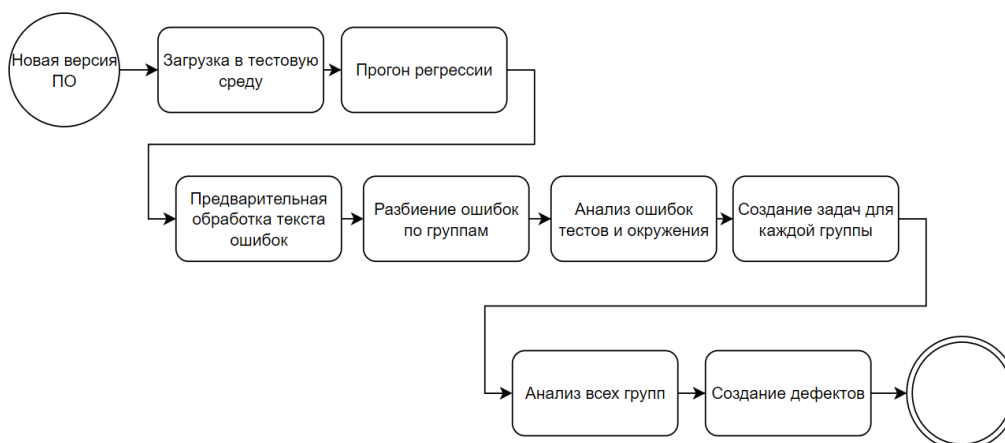 Новая версия
ПО
Загрузка в тестовую
среду
Прогон регрессии
Предварительная
обработка текста
ошибок
Разбиение ошибок
по группам
Анализ ошибок
тестов и окружения
Создание задач для
каждой группы
Анализ всех групп
Создание дефектов